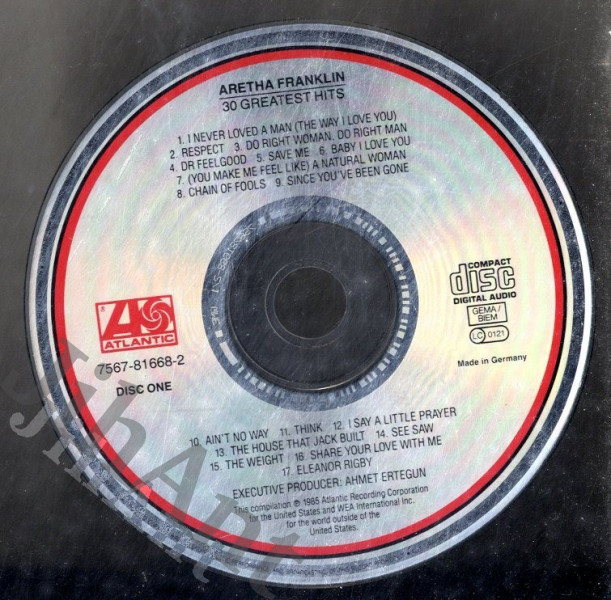 ARETHA FRANKLIN
30 GREATEST HITS
1. I NEVER LOVED A MAN (THE WAY I LOVE YOU)
2. RESPECT 3. DO RIGHT WOMAN, DO RIGHT MAN
4. DR FEELGOOD 5. SAVE ME 6. BABY I LOVE YOU
7. (YOU MAKE ME FEEL LIKE) A NATURAL WOMAN
8. CHAIN OF FOOLS 9. SINCE YOU'VE BEEN GONE
COMPACT
disc
DIGITAL AUDIO
GEMA/
BIEM
LC 0121
Made in Germany
ATLANTIC
7567-81668-2
DISC ONE
10. AIN'T NO WAY 11. THINK 12. I SAY A LITTLE PRAYER
13. THE HOUSE THAT JACK BUILT 14. SEE SAW
15. THE WEIGHT 16. SHARE YOUR LOVE WITH ME
17. ELEANOR RIGBY
EXECUTIVE PRODUCER: AHMET ERTEGUN
This compilation ℗ 1985 Atlantic Recording Corporation
for the United States and WEA International Inc.
for the world outside of the
United States.
JihAnt